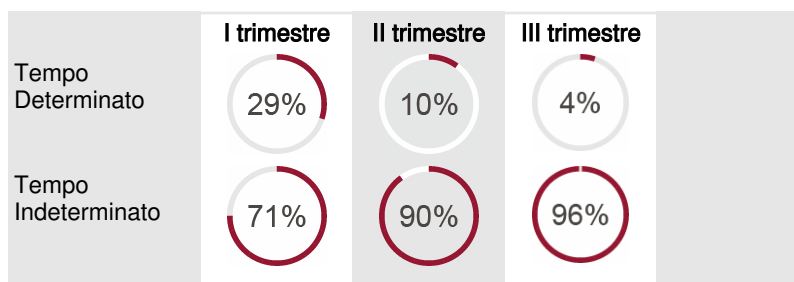 I trimestre II trimestre III trimestre
Tempo
Determinato
29% 10% 4%
Tempo
Indeterminato
71% 90% 96%